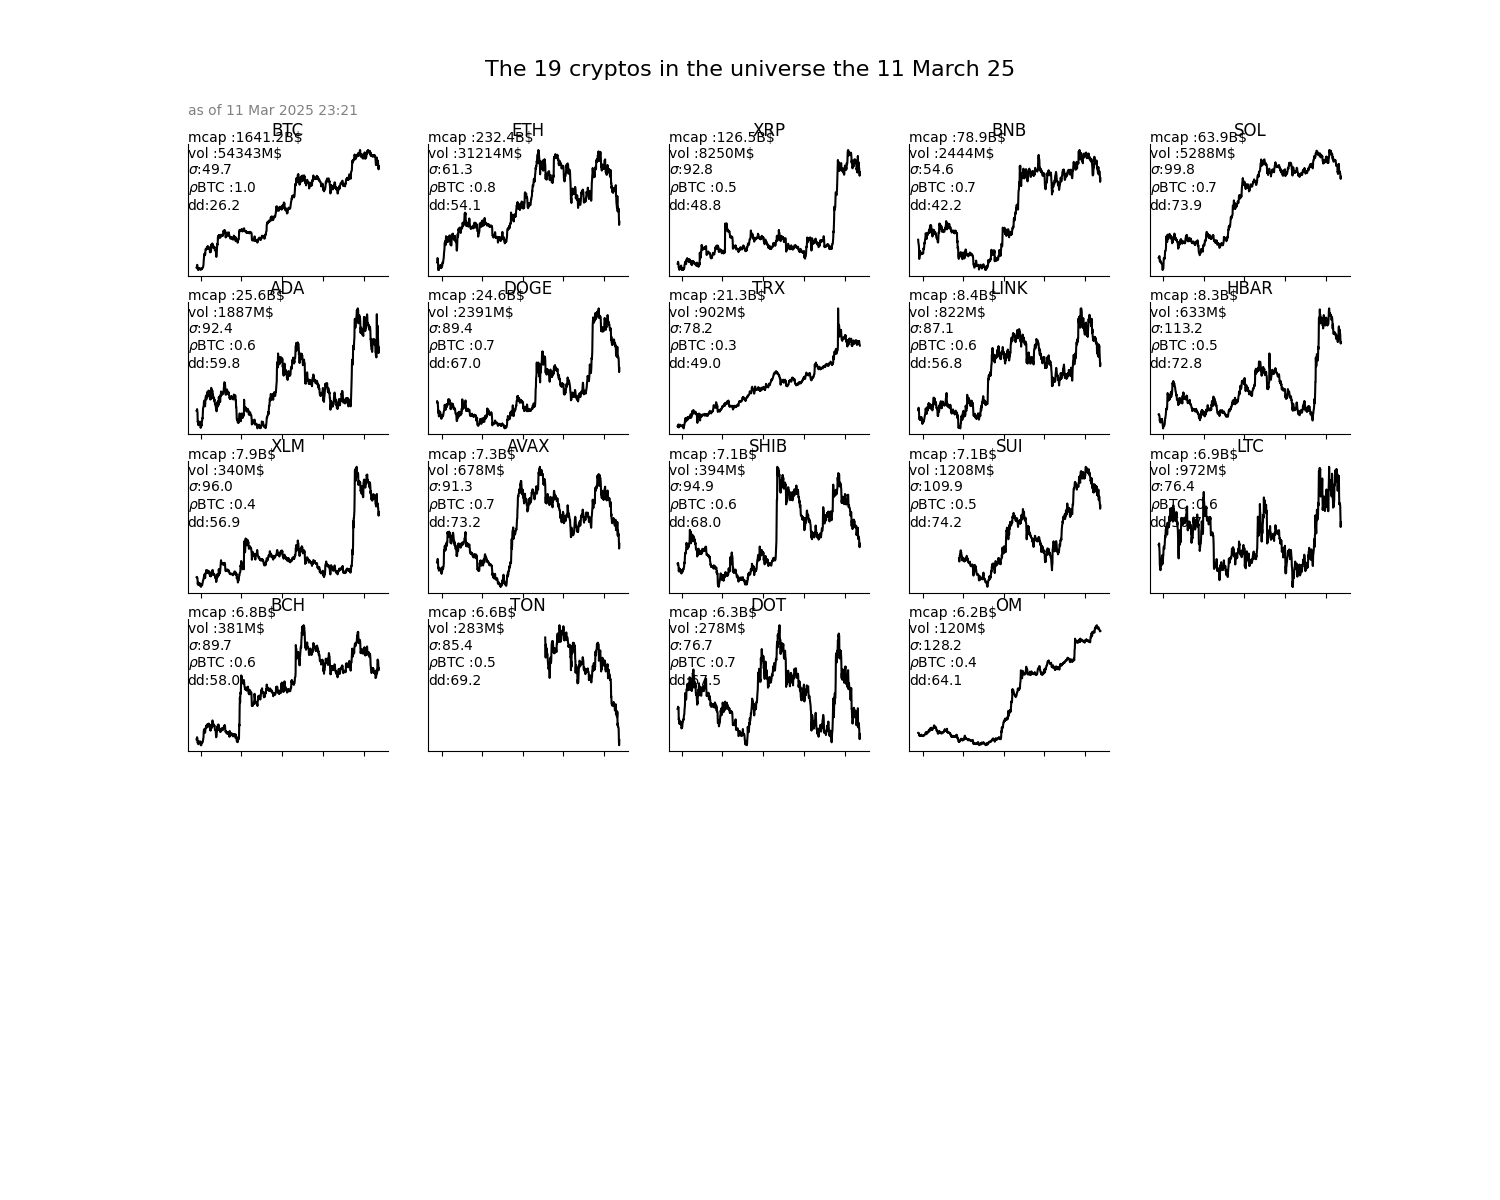 The 19 cryptos in the universe the 11 March 25
as of 11 Mar 2025 23:21
BTC
mcap :1641.2B$
vol :54343M$
σ:49.7
ρBTC :1.0
dd:26.2
ETH
mcap :232.4B$
vol :31214M$
σ:61.3
ρBTC :0.8
dd:54.1
XRP
mcap :126.5B$
vol :8250M$
σ:92.8
ρBTC :0.5
dd:48.8
BNB
mcap :78.9B$
vol :2444M$
σ:54.6
ρBTC :0.7
dd:42.2
SOL
mcap :63.9B$
vol :5288M$
σ:99.8
ρBTC :0.7
dd:73.9
ADA
mcap :25.6B$
vol :1887M$
σ:92.4
ρBTC :0.6
dd:59.8
DOGE
mcap :24.6B$
vol :2391M$
σ:89.4
ρBTC :0.7
dd:67.0
TRX
mcap :21.3B$
vol :902M$
σ:78.2
ρBTC :0.3
dd:49.0
LINK
mcap :8.4B$
vol :822M$
σ:87.1
ρBTC :0.6
dd:56.8
HBAR
mcap :8.3B$
vol :633M$
σ:113.2
ρBTC :0.5
dd:72.8
XLM
mcap :7.9B$
vol :340M$
σ:96.0
ρBTC :0.4
dd:56.9
AVAX
mcap :7.3B$
vol :678M$
σ:91.3
ρBTC :0.7
dd:73.2
SHIB
mcap :7.1B$
vol :394M$
σ:94.9
ρBTC :0.6
dd:68.0
SUI
mcap :7.1B$
vol :1208M$
σ:109.9
ρBTC :0.5
dd:74.2
LTC
mcap :6.9B$
vol :972M$
σ:76.4
ρBTC :0.6
BCH
mcap :6.8B$
vol :381M$
σ:89.7
ρBTC :0.6
dd:58.0
TON
mcap :6.6B$
vol :283M$
σ:85.4
ρBTC :0.5
dd:69.2
DOT
mcap :6.3B$
vol :278M$
σ:76.7
ρBTC :0.7
dd:67.5
OM
mcap :6.2B$
vol :120M$
σ:128.2
ρBTC :0.4
dd:64.1